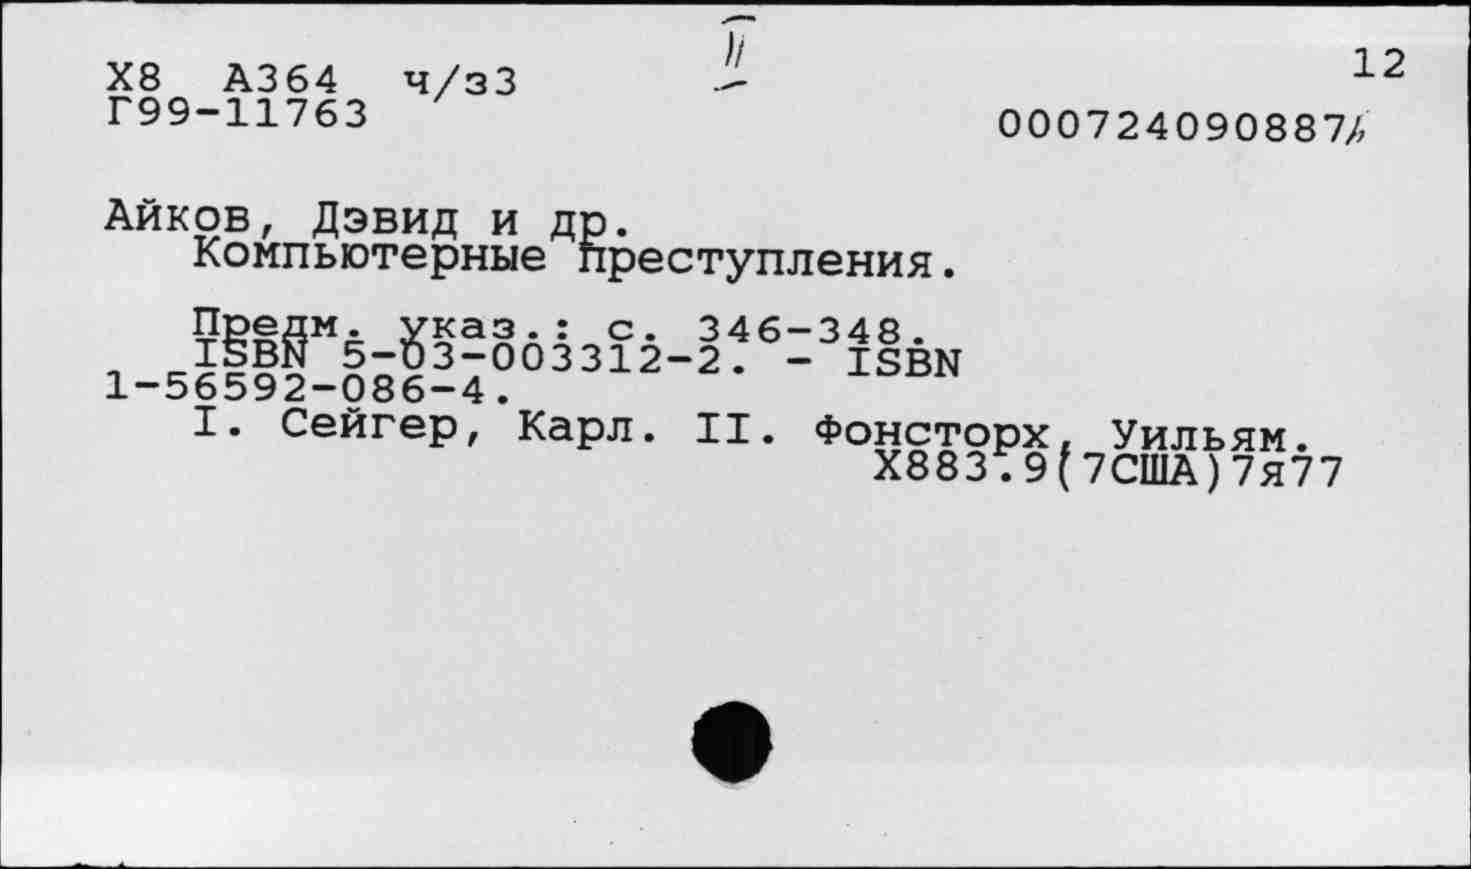 II
12
Х8 А364 ч/з3
Г99-11763
000724090887
Айков, Дэвид и др.
Компьютерные преступления.
Предм. указ.: с. 346-348.
ISBN 5-03-003312-2. - ISBN
1-56592-086-4.
I. Сейгер, Карл. II. Фонсторх, Уильям.
Х883.9(7США)7я77